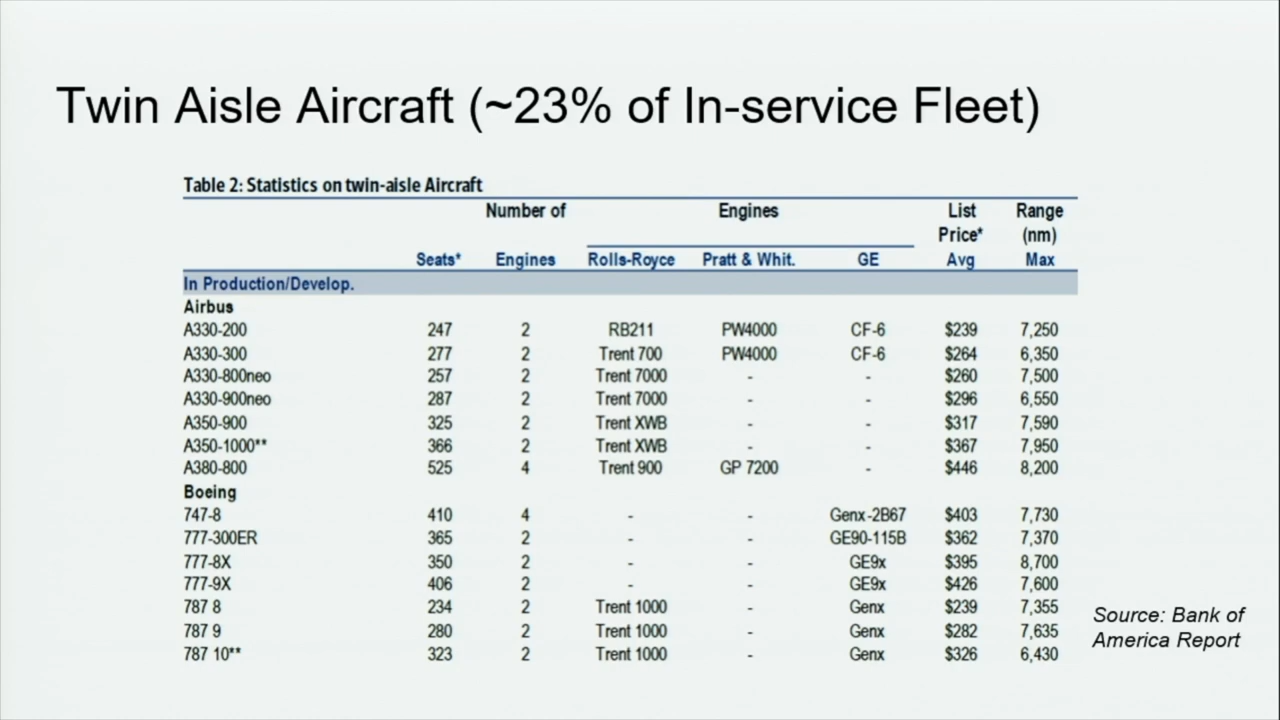 Twin Aisle Aircraft (~23% of In-service Fleet)
Table 2: Statistics on twin-aisle Aircraft
Number of Engines List Range
Price* (nm)
Seats* Engines Rolls-Royce Pratt & Whit. GE Avg Max
In Production/Develop.
Airbus
A330-200 247 2 RB211 PW4000 CF-6 $239 7,250
A330-300 277 2 Trent 700 PW4000 CF-6 $264 6,350
A330-800neo 257 2 Trent 7000 - - $260 7,500
A330-900neo 287 2 Trent 7000 - - $296 6,550
A350-900 325 2 Trent XWB - - $317 7,590
A350-1000** 366 2 Trent XWB - - $367 7,950
A380-800 525 4 Trent 900 GP 7200 - $446 8,200
Boeing
747-8 410 4 - - Genx-2B67 $403 7,730
777-300ER 365 2 - - GE90-115B $362 7,370
777-8X 350 2 - - GE9x $395 8,700
777-9X 406 2 - - GE9x $426 7,600
787 8 234 2 Trent 1000 - Genx $239 7,355
787 9 280 2 Trent 1000 - Genx $282 7,635
787 10** 323 2 Trent 1000 - Genx $326 6,430
Source: Bank of
America Report